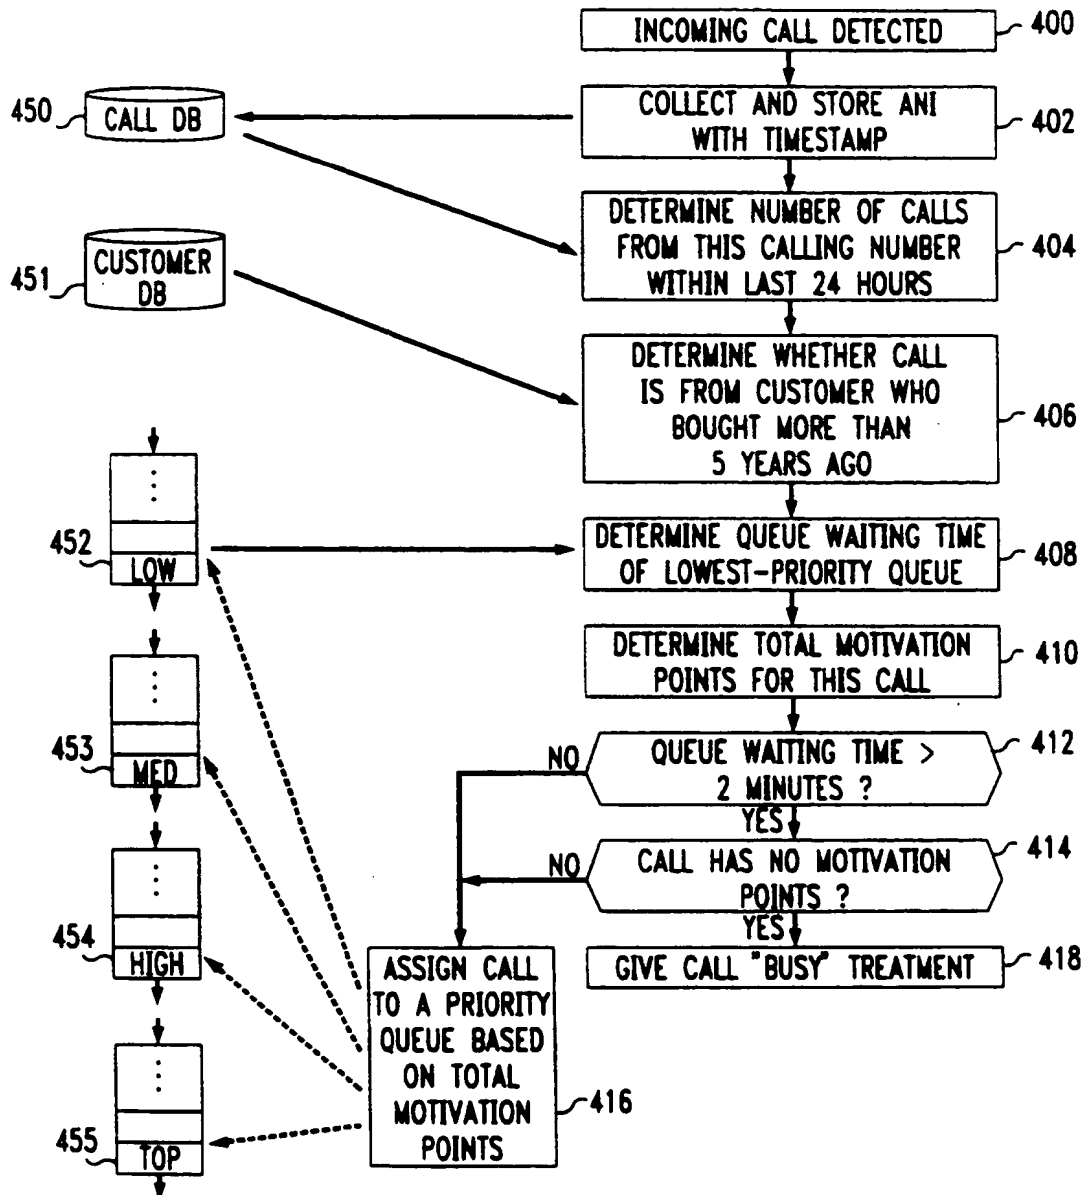 INCOMING CALL DETECTED
400
COLLECT AND STORE ANI
WITH TIMESTAMP
402
450
CALL DB
DETERMINE NUMBER OF CALLS
FROM THIS CALLING NUMBER
WITHIN LAST 24 HOURS
404
451
CUSTOMER
DB
DETERMINE WHETHER CALL
IS FROM CUSTOMER WHO
BOUGHT MORE THAN
5 YEARS AGO
406
452
LOW
DETERMINE QUEUE WAITING TIME
OF LOWEST-PRIORITY QUEUE
408
DETERMINE TOTAL MOTIVATION
POINTS FOR THIS CALL
410
453
MED
QUEUE WAITING TIME >
2 MINUTES ?
412
NO
YES
CALL HAS NO MOTIVATION
POINTS ?
414
NO
YES
454
HIGH
GIVE CALL "BUSY" TREATMENT
418
ASSIGN CALL
TO A PRIORITY
QUEUE BASED
ON TOTAL
MOTIVATION
POINTS
416
455
TOP